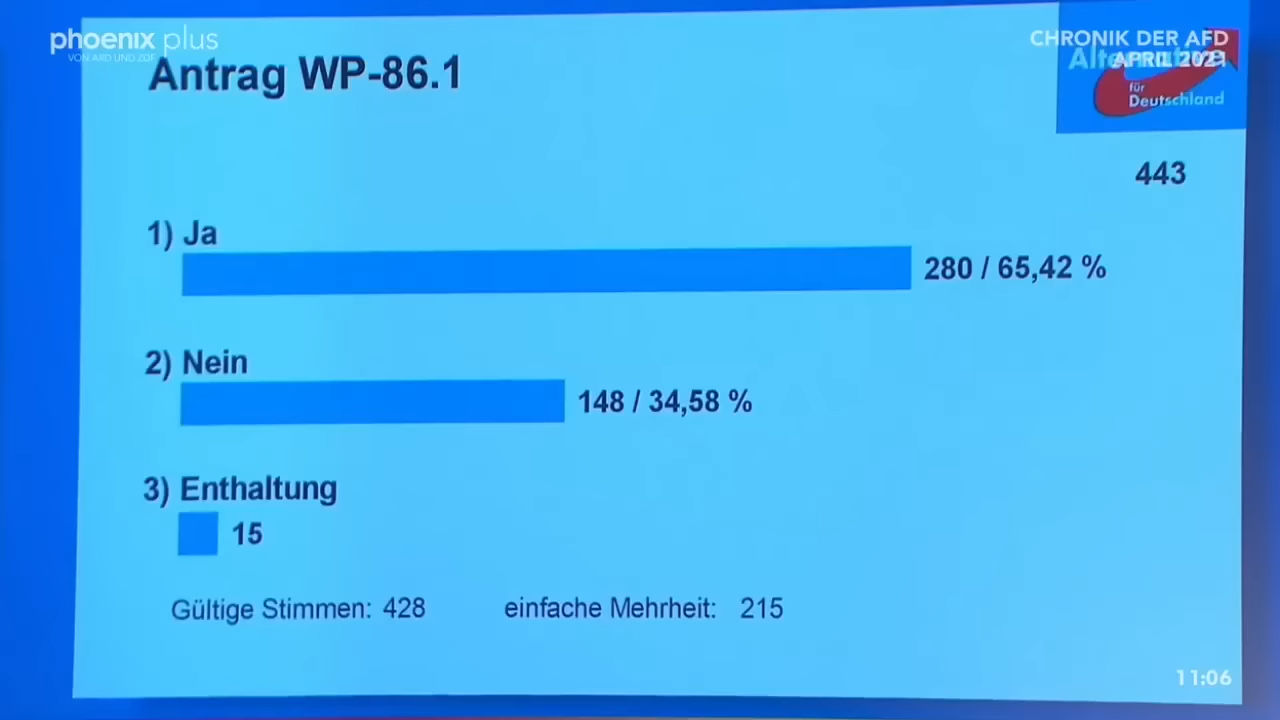 phoenix plus
VON ARD UND ZDF
CHRONIK DER AFD
APRIL 2021
Antrag WP-86.1
Alternative
für
Deutschland
443
1) Ja
280 / 65,42 %
2) Nein
148 / 34,58 %
3) Enthaltung
15
Gültige Stimmen: 428 einfache Mehrheit: 215
11:06